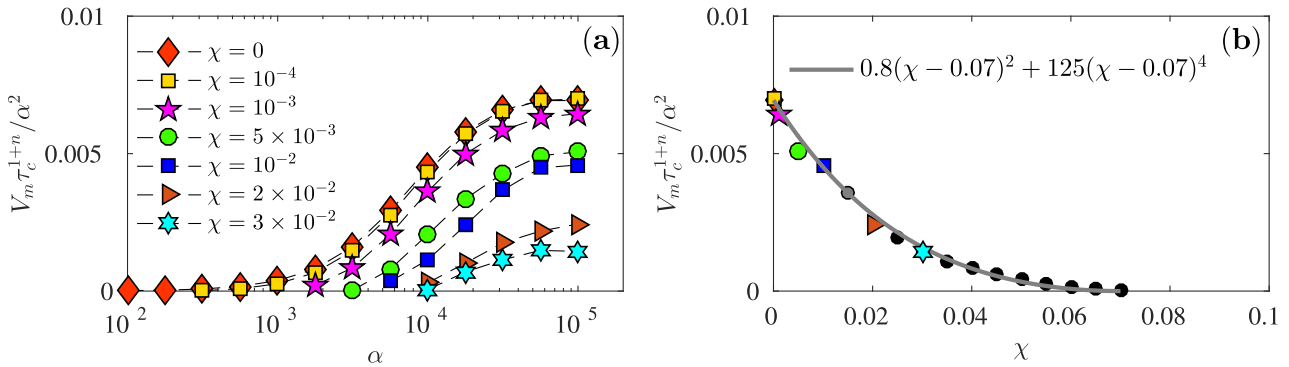 (a)
0.01
0.005
0
V_m τ_c^{1+n}/α^2
χ = 0
χ = 10^{-4}
χ = 10^{-3}
χ = 5 × 10^{-3}
χ = 10^{-2}
χ = 2 × 10^{-2}
χ = 3 × 10^{-2}
10^2
10^3
10^4
10^5
α
(b)
0.01
0.005
0
V_m τ_c^{1+n}/α^2
0.8(χ − 0.07)^2 + 125(χ − 0.07)^4
0
0.02
0.04
0.06
0.08
0.1
χ